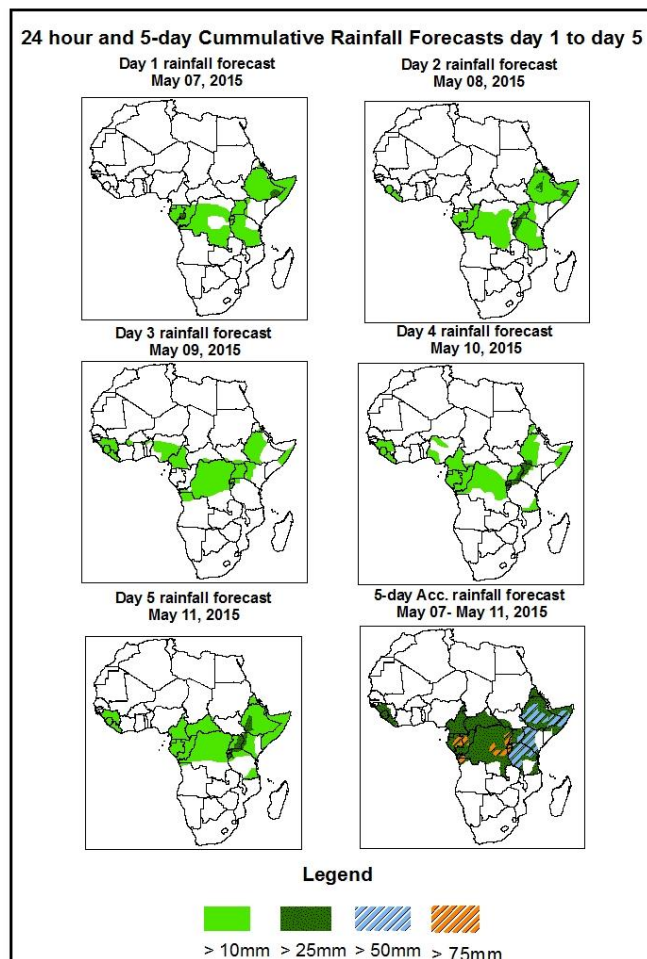 24 hour and 5-day Cummulative Rainfall Forecasts day 1 to day 5
Day 1 rainfall forecast
May 07, 2015
Day 2 rainfall forecast
May 08, 2015
Day 3 rainfall forecast
May 09, 2015
Day 4 rainfall forecast
May 10, 2015
Day 5 rainfall forecast
May 11, 2015
5-day Acc. rainfall forecast
May 07- May 11, 2015
Legend
> 10mm > 25mm > 50mm > 75mm